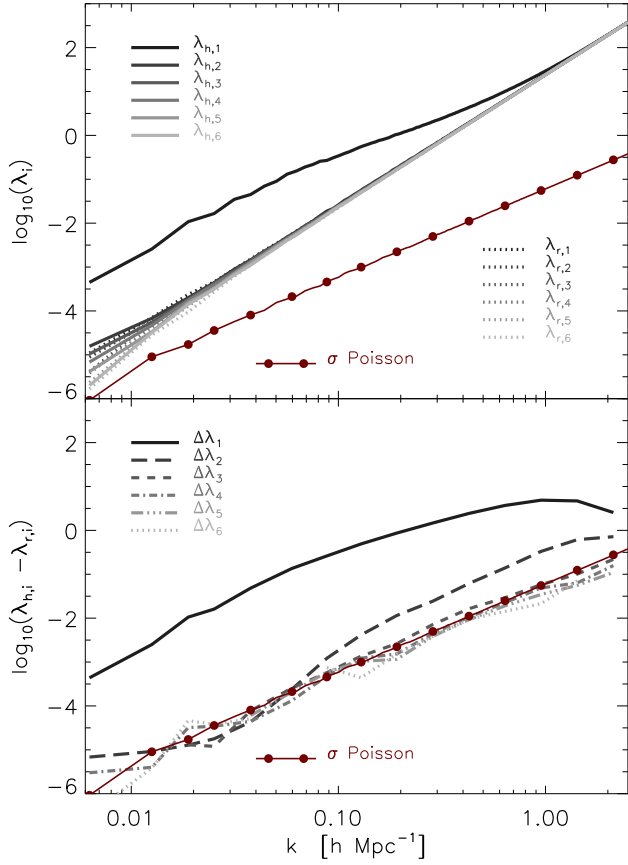 2
0
−2
−4
−6
log₁₀(λᵢ)
λh,1
λh,2
λh,3
λh,4
λh,5
λh,6
λr,1
λr,2
λr,3
λr,4
λr,5
λr,6
σ Poisson
2
0
−2
−4
−6
log₁₀(λh,i −λr,i)
Δλ₁
Δλ₂
Δλ₃
Δλ₄
Δλ₅
Δλ₆
σ Poisson
0.01 0.10 1.00
k [h Mpc⁻¹]